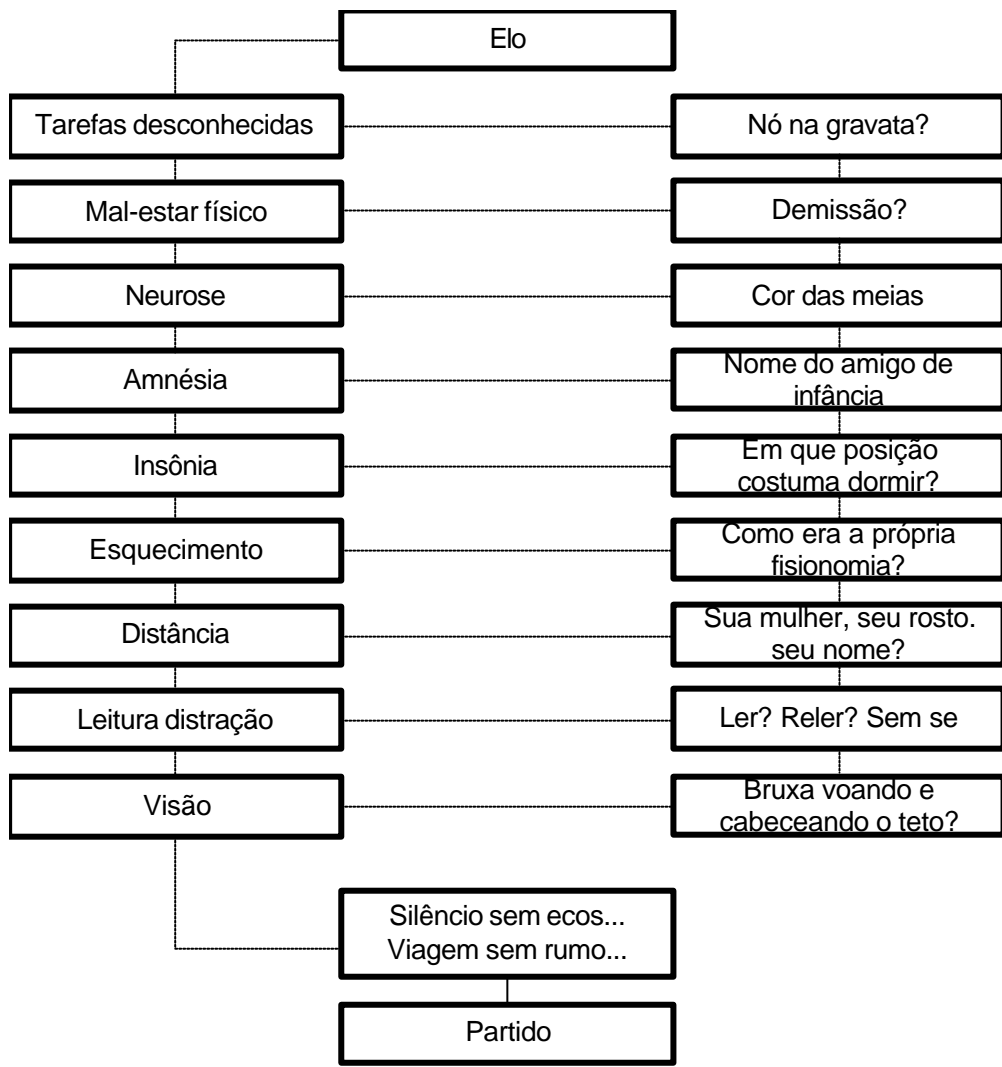 Elo
Tarefas desconhecidas
Nó na gravata?
Mal-estar físico
Demissão?
Neurose
Cor das meias
Amnésia
Nome do amigo de
infância
Insônia
Em que posição
costuma dormir?
Esquecimento
Como era a própria
fisionomia?
Distância
Sua mulher, seu rosto.
seu nome?
Leitura distração
Ler? Reler? Sem se
Visão
Bruxa voando e
cabeceando o teto?
Silêncio sem ecos...
Viagem sem rumo...
Partido